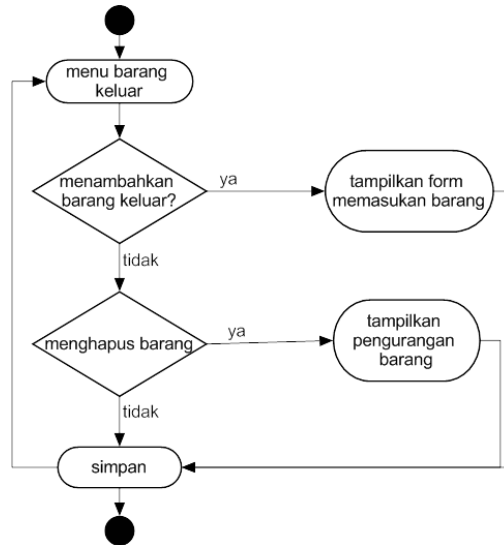 menu barang
keluar
menambahkan
barang keluar?
ya
tampilkan form
memasukan barang
tidak
menghapus barang
ya
tampilkan
pengurangan
barang
tidak
simpan